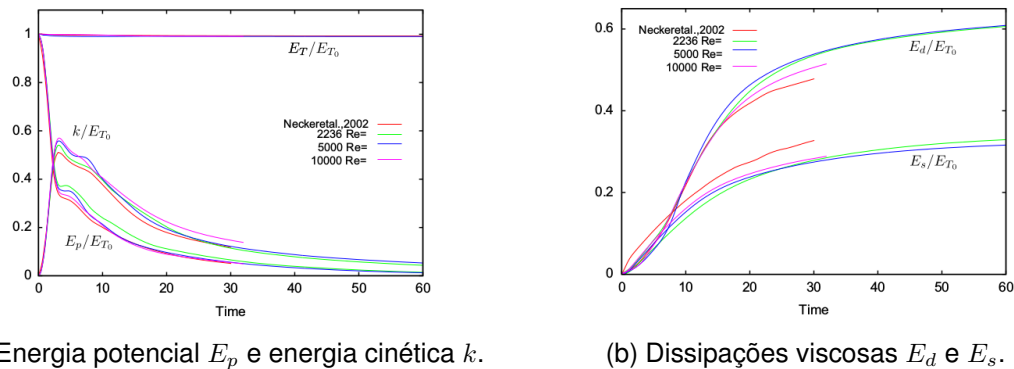 1
0.8
0.6
0.4
0.2
0
0 10 20 30 40 50 60
Time
E_T/E_{T_0}
k/E_{T_0}
E_p/E_{T_0}
Neckeretal.,2002
2236 Re=
5000 Re=
10000 Re=
Energia potencial E_p e energia cinética k.
0.6
0.4
0.2
0
0 10 20 30 40 50 60
Time
Neckeretal.,2002
2236 Re=
5000 Re=
10000 Re=
E_d/E_{T_0}
E_s/E_{T_0}
(b) Dissipações viscosas E_d e E_s.